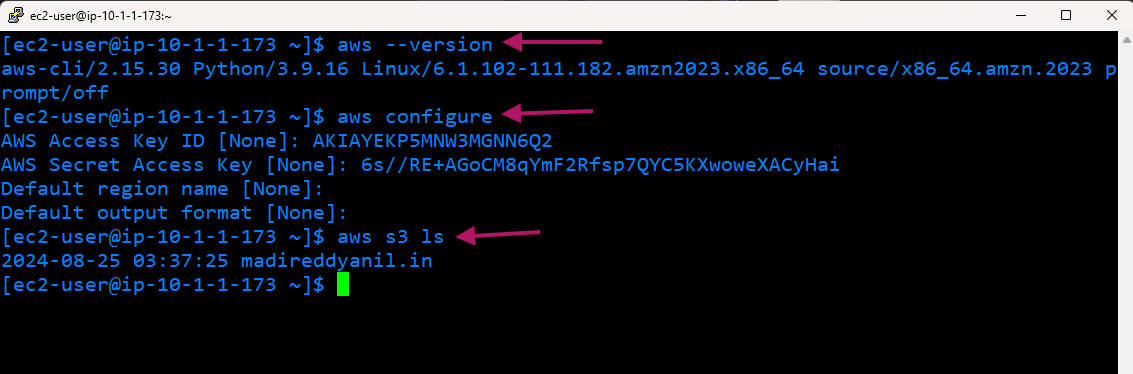 ec2-user@ip-10-1-1-173:~
[ec2-user@ip-10-1-1-173 ~]$ aws --version
aws-cli/2.15.30 Python/3.9.16 Linux/6.1.102-111.182.amzn2023.x86_64 source/x86_64.amzn.2023 p
rompt/off
[ec2-user@ip-10-1-1-173 ~]$ aws configure
AWS Access Key ID [None]: AKIAYEKP5MNW3MGNN6Q2
AWS Secret Access Key [None]: 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
Default region name [None]:
Default output format [None]:
[ec2-user@ip-10-1-1-173 ~]$ aws s3 ls
2024-08-25 03:37:25 madireddyanil.in
[ec2-user@ip-10-1-1-173 ~]$